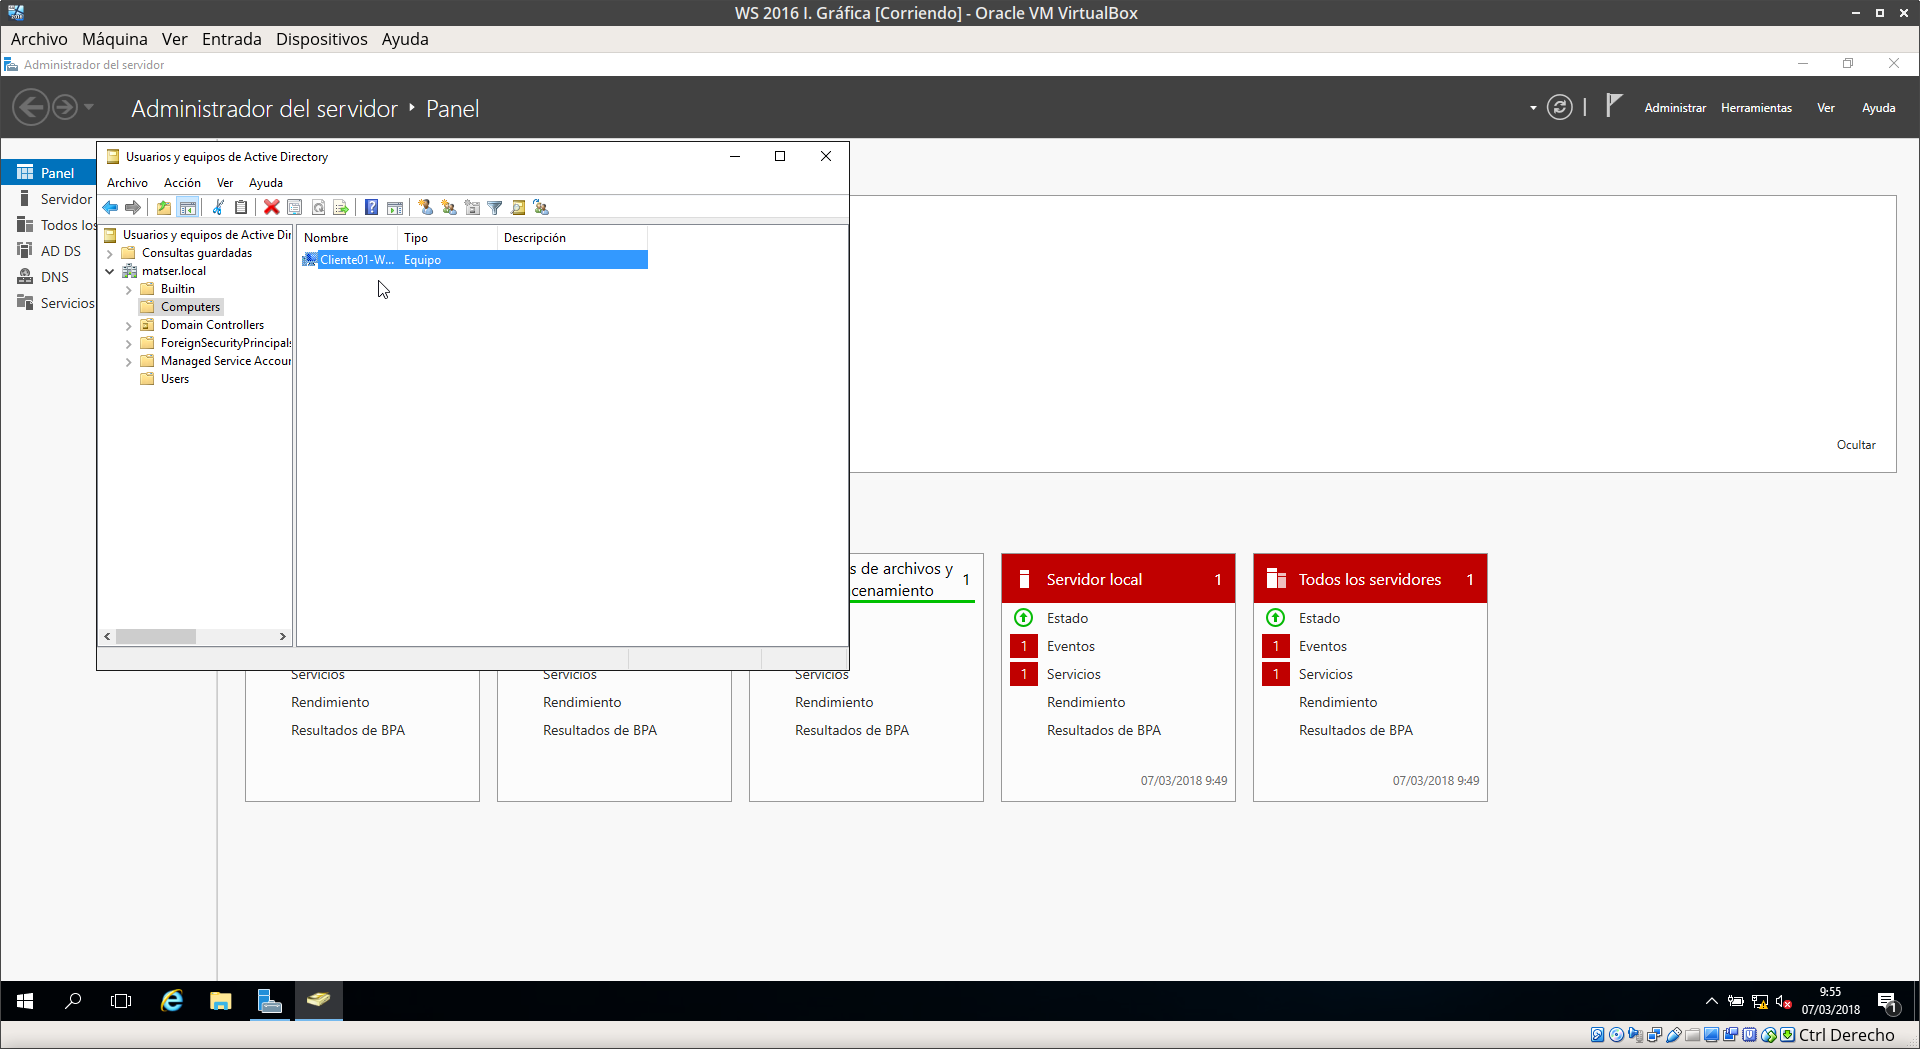 WS 2016 I. Gráfica [Corriendo] - Oracle VM VirtualBox
Archivo Máquina Ver Entrada Dispositivos Ayuda
Administrador del servidor
Administrador del servidor Panel
Administrar Herramientas Ver Ayuda
Panel
Servidor
Todos los
AD DS
DNS
Servicios
Usuarios y equipos de Active Directory
Archivo Acción Ver Ayuda
Usuarios y equipos de Active Dir
Consultas guardadas
matser.local
Builtin
Computers
Domain Controllers
ForeignSecurityPrincipals
Managed Service Accour
Users
Nombre Tipo Descripción
Cliente01-W... Equipo
Ocultar
s de archivos y
cenamiento
1
Servidor local 1
Estado
1 Eventos
1 Servicios
Rendimiento
Resultados de BPA
07/03/2018 9:49
Todos los servidores 1
Estado
1 Eventos
1 Servicios
Rendimiento
Resultados de BPA
07/03/2018 9:49
Servicios
Rendimiento
Resultados de BPA
Servicios
Rendimiento
Resultados de BPA
Servicios
Rendimiento
Resultados de BPA
9:55
07/03/2018
1
Ctrl Derecho